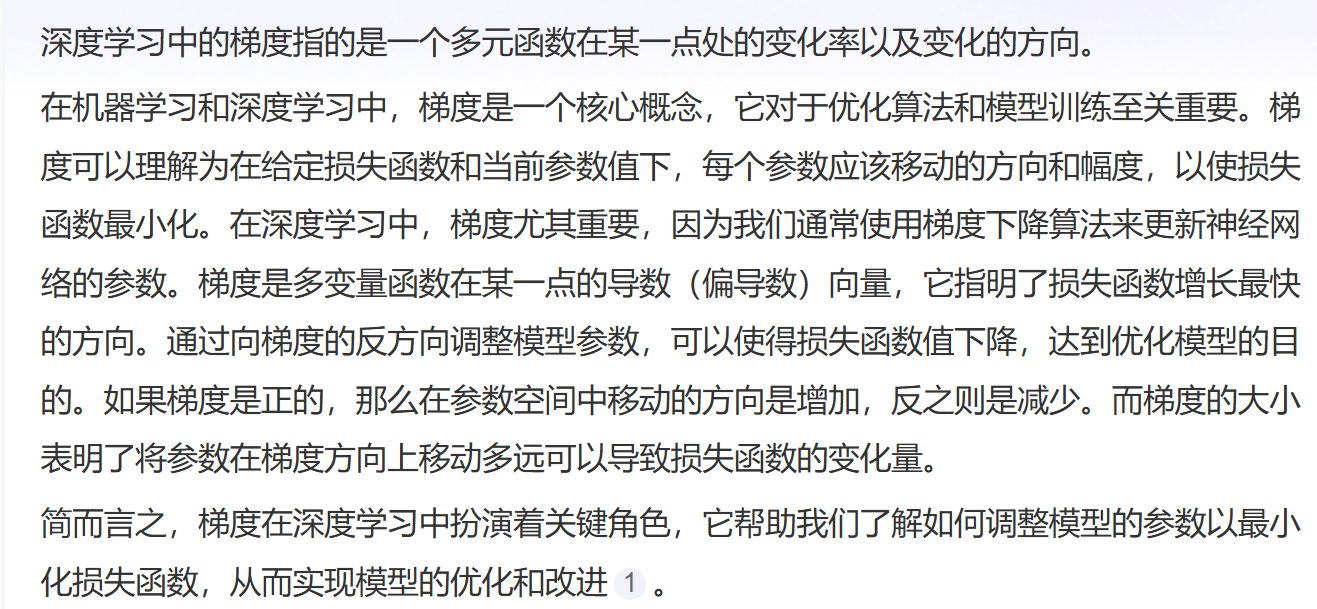 深度学习中的梯度指的是一个多元函数在某一点处的变化率以及变化的方向。
在机器学习和深度学习中，梯度是一个核心概念，它对于优化算法和模型训练至关重要。梯
度可以理解为在给定损失函数和当前参数值下，每个参数应该移动的方向和幅度，以使损失
函数最小化。在深度学习中，梯度尤其重要，因为我们通常使用梯度下降算法来更新神经网
络的参数。梯度是多变量函数在某一点的导数（偏导数）向量，它指明了损失函数增长最快
的方向。通过向梯度的反方向调整模型参数，可以使得损失函数值下降，达到优化模型的目
的。如果梯度是正的，那么在参数空间中移动的方向是增加，反之则是减少。而梯度的大小
表明了将参数在梯度方向上移动多远可以导致损失函数的变化量。
简而言之，梯度在深度学习中扮演着关键角色，它帮助我们了解如何调整模型的参数以最小
化损失函数，从而实现模型的优化和改进 1 。